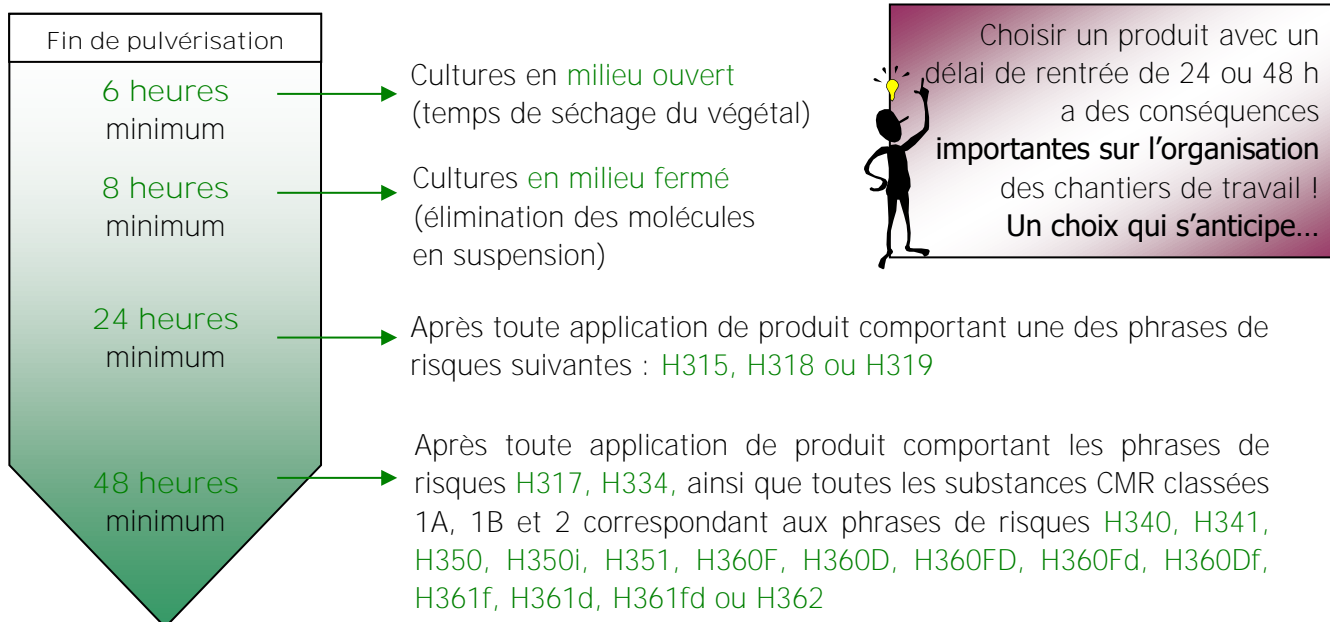 Fin de pulvérisation
6 heures
minimum
Cultures en milieu ouvert
(temps de séchage du végétal)
8 heures
minimum
Cultures en milieu fermé
(élimination des molécules
en suspension)
Choisir un produit avec un
délai de rentrée de 24 ou 48 h
a des conséquences
importantes sur l'organisation
des chantiers de travail !
Un choix qui s'anticipe…
24 heures
minimum
Après toute application de produit comportant une des phrases de
risques suivantes : H315, H318 ou H319
48 heures
minimum
Après toute application de produit comportant les phrases de
risques H317, H334, ainsi que toutes les substances CMR classées
1A, 1B et 2 correspondant aux phrases de risques H340, H341,
H350, H350i, H351, H360F, H360D, H360FD, H360Fd, H360Df,
H361f, H361d, H361fd ou H362